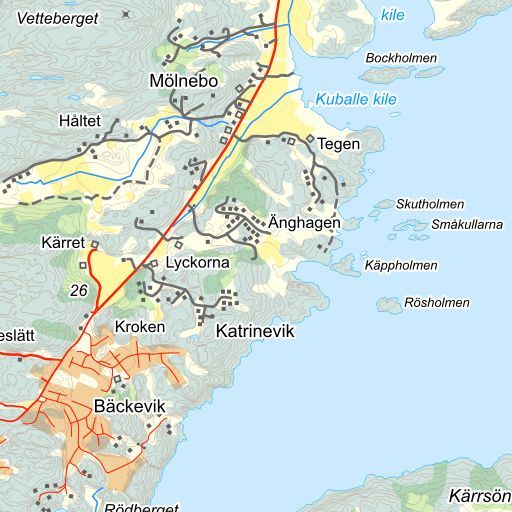 Vetteberget
kile
Bockholmen
Mölnebo
Kuballe kile
Håltet
Tegen
Skutholmen
Änghagen
Småkullarna
Kärret
Lyckorna
Käppholmen
26
Rösholmen
Kroken
Katrinevik
eslätt
Bäckevik
Kärrsön
Rödberget